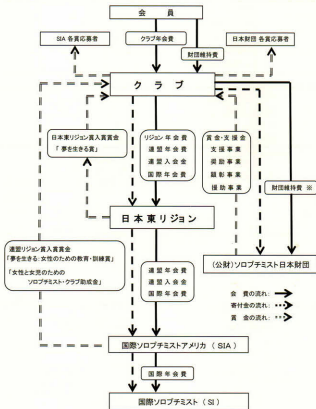 会 員
SIA 各賞応募者
クラブ年会費
財団維持費
日本財団 各賞応募者
ク ラ ブ
日本東リジョン賞入賞賞金
「 夢を生きる賞 」
リジョン年会費
連盟年会費
連盟入会金
国際年会費
賞金・支援金
支援事業
奨励事業
顕彰事業
援助事業
財団維持費 ※
日本東リジョン
連盟リジョン賞入賞賞金
「夢を生きる:女性のための教育・訓練賞」
「女性と女児のための
ソロプチミスト・クラブ助成金」
(公財)ソロプチミスト日本財団
連盟年会費
連盟入会金
国際年会費
会 費の流れ:
寄付金の流れ:
賞 金の流れ:
国際ソロプチミストアメリカ(SIA)
国際年会費
国際ソロプチミスト(SI)